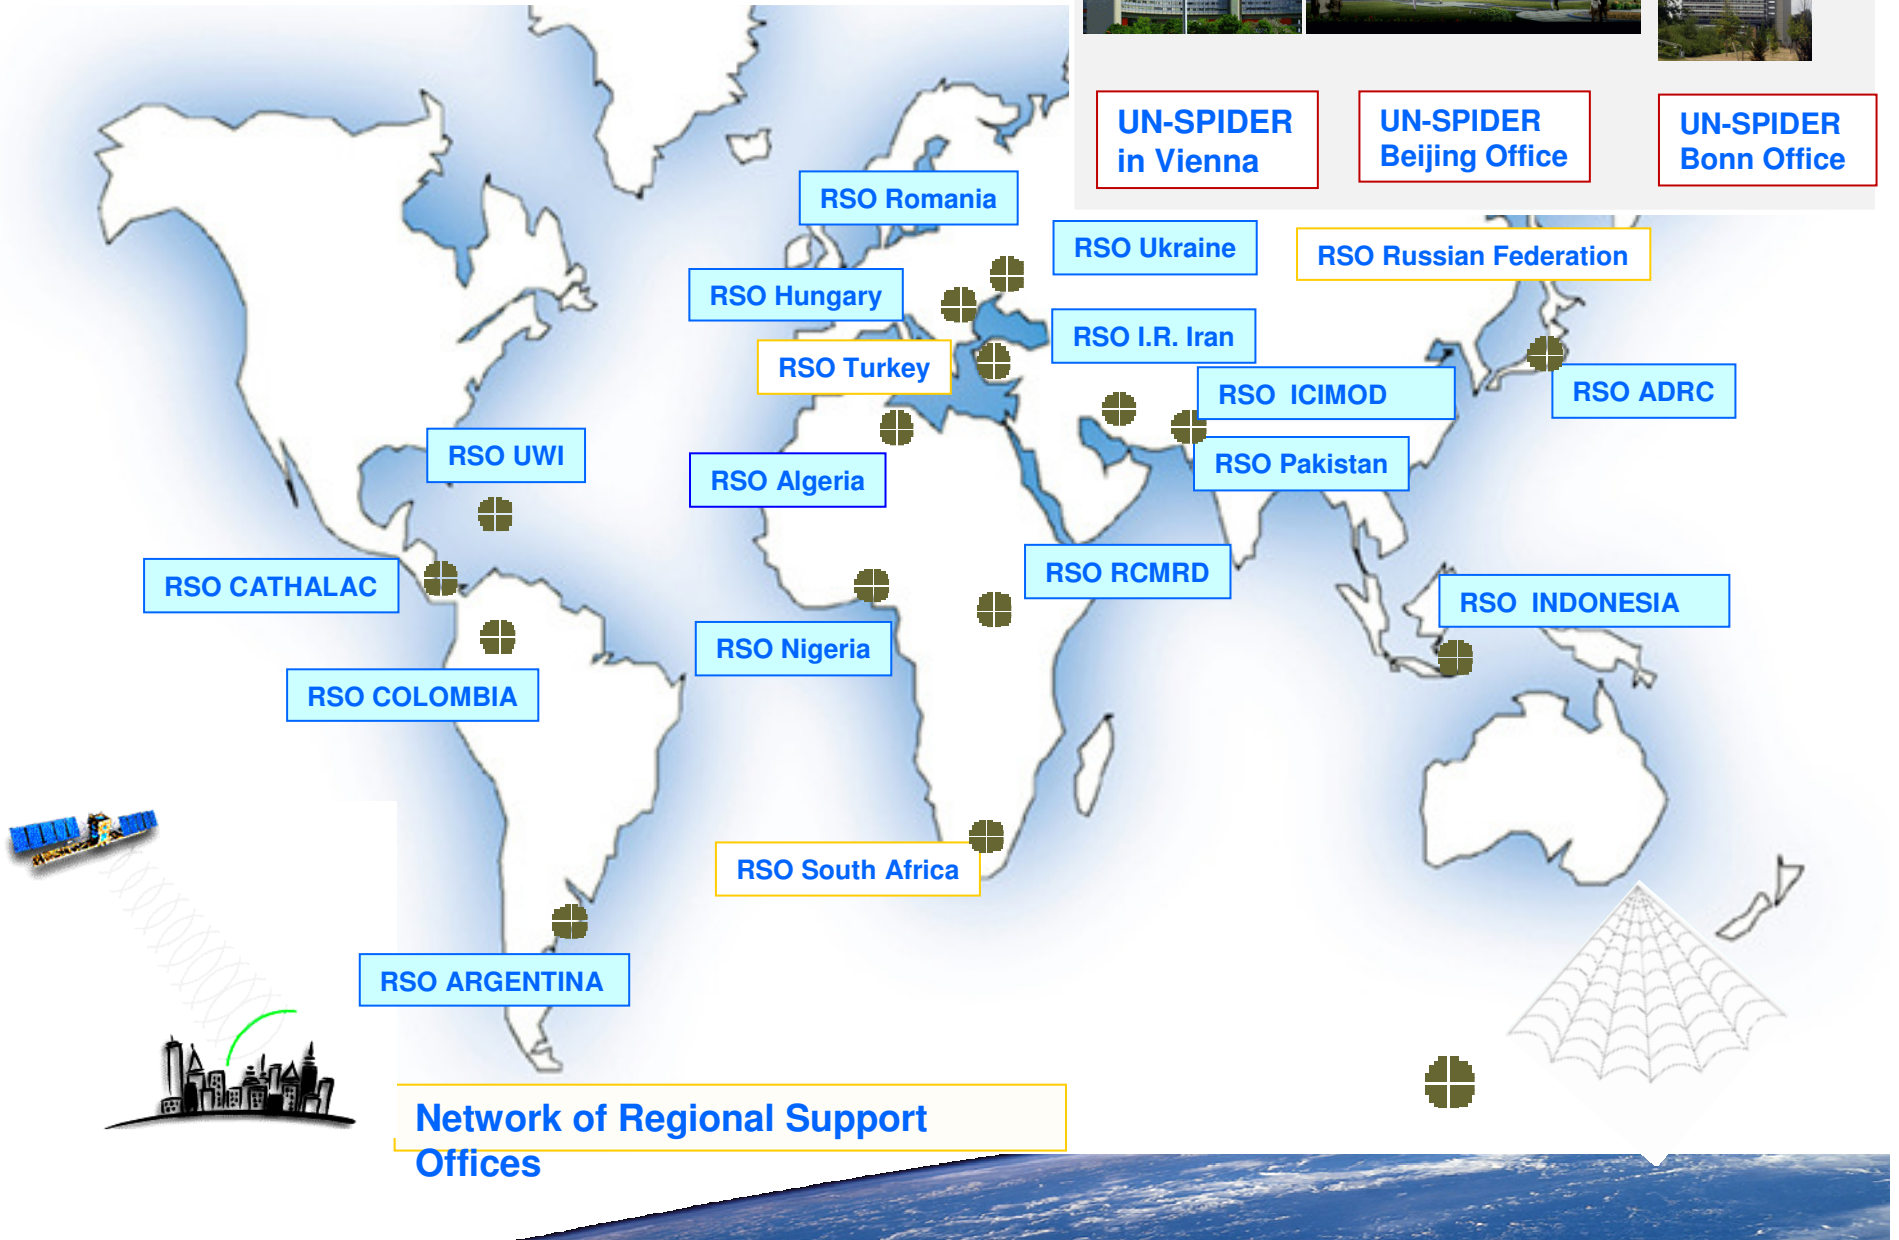 UN-SPIDER
in Vienna
UN-SPIDER
Beijing Office
UN-SPIDER
Bonn Office
RSO Romania
RSO Ukraine
RSO Russian Federation
RSO Hungary
RSO I.R. Iran
RSO Turkey
RSO  ICIMOD
RSO ADRC
RSO UWI
RSO Algeria
RSO Pakistan
RSO CATHALAC
RSO RCMRD
RSO  INDONESIA
RSO Nigeria
RSO COLOMBIA
RSO South Africa
RSO ARGENTINA
Network of Regional Support
Offices